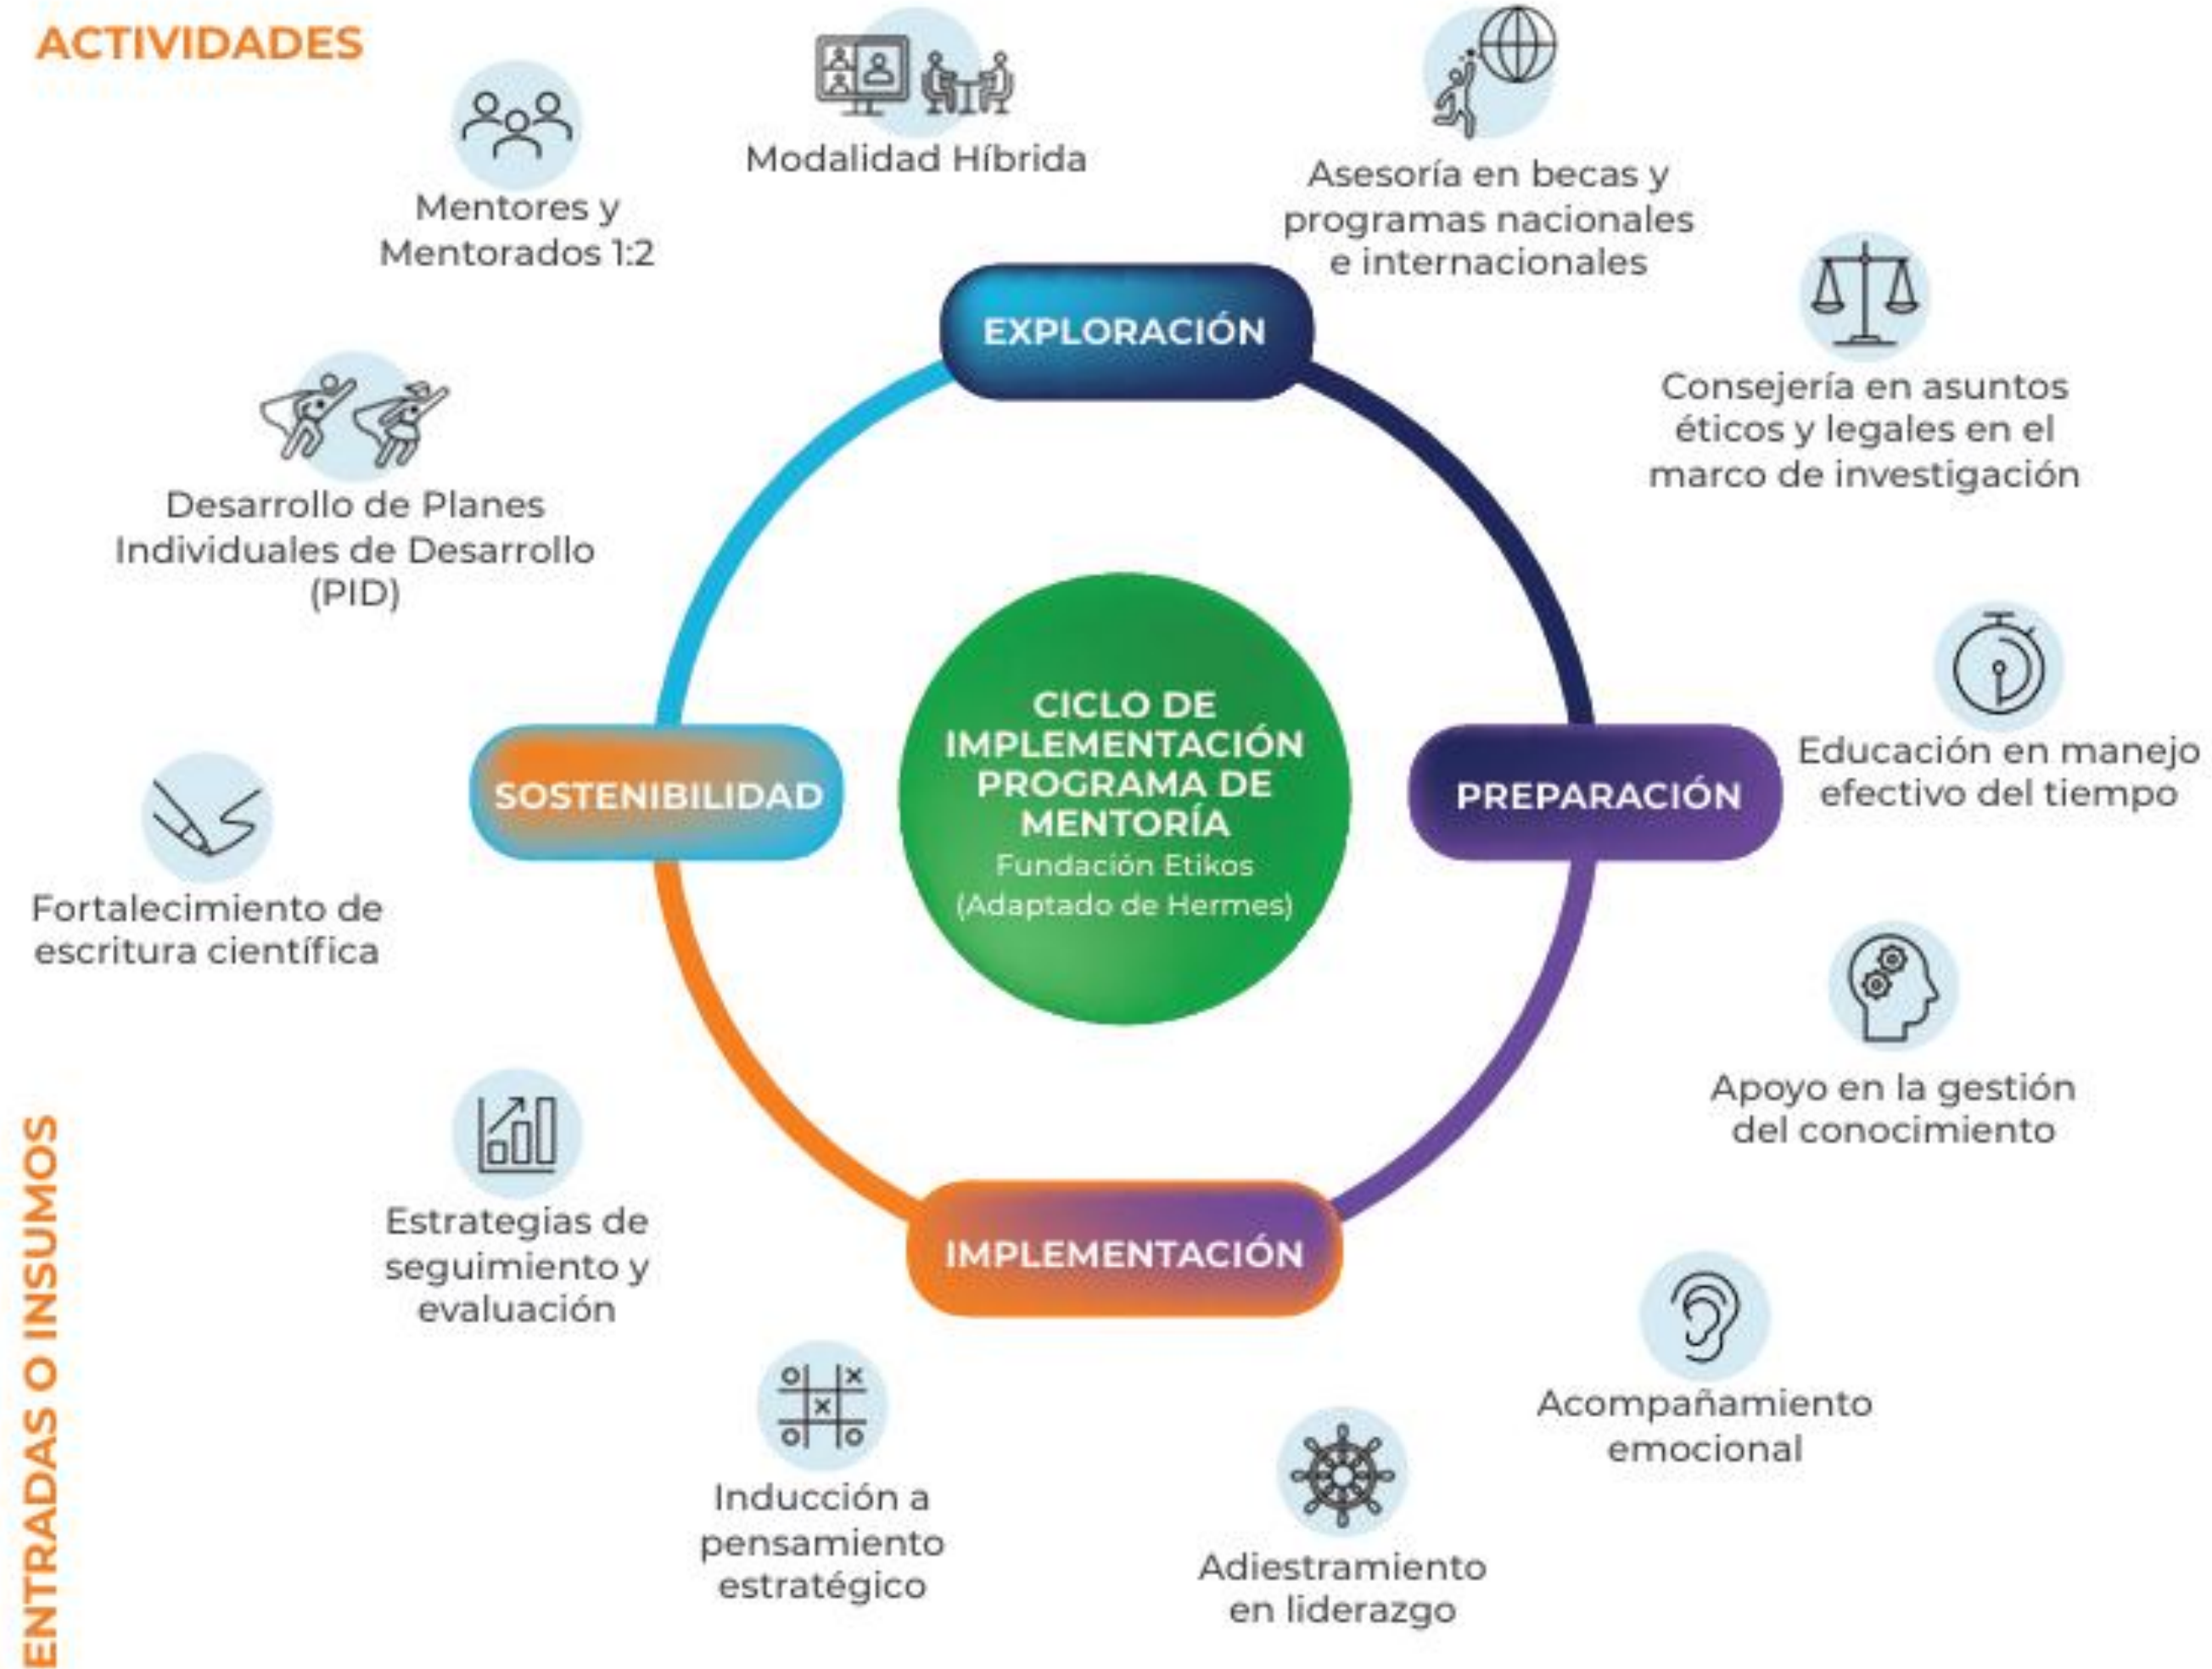 ACTIVIDADES
Mentores y
Mentorados 1:2
Modalidad Híbrida
Asesoría en becas y
programas nacionales
e internacionales
Consejería en asuntos
éticos y legales en el
marco de investigación
Desarrollo de Planes
Individuales de Desarrollo
(PID)
EXPLORACIÓN
Educación en manejo
efectivo del tiempo
SOSTENIBILIDAD
CICLO DE
IMPLEMENTACIÓN
PROGRAMA DE
MENTORÍA
Fundación Etikos
(Adaptado de Hermes)
PREPARACIÓN
Fortalecimiento de
escritura científica
Apoyo en la gestión
del conocimiento
IMPLEMENTACIÓN
Estrategias de
seguimiento y
evaluación
Acompañamiento
emocional
Inducción a
pensamiento
estratégico
Adiestramiento
en liderazgo
ENTRADAS O INSUMOS